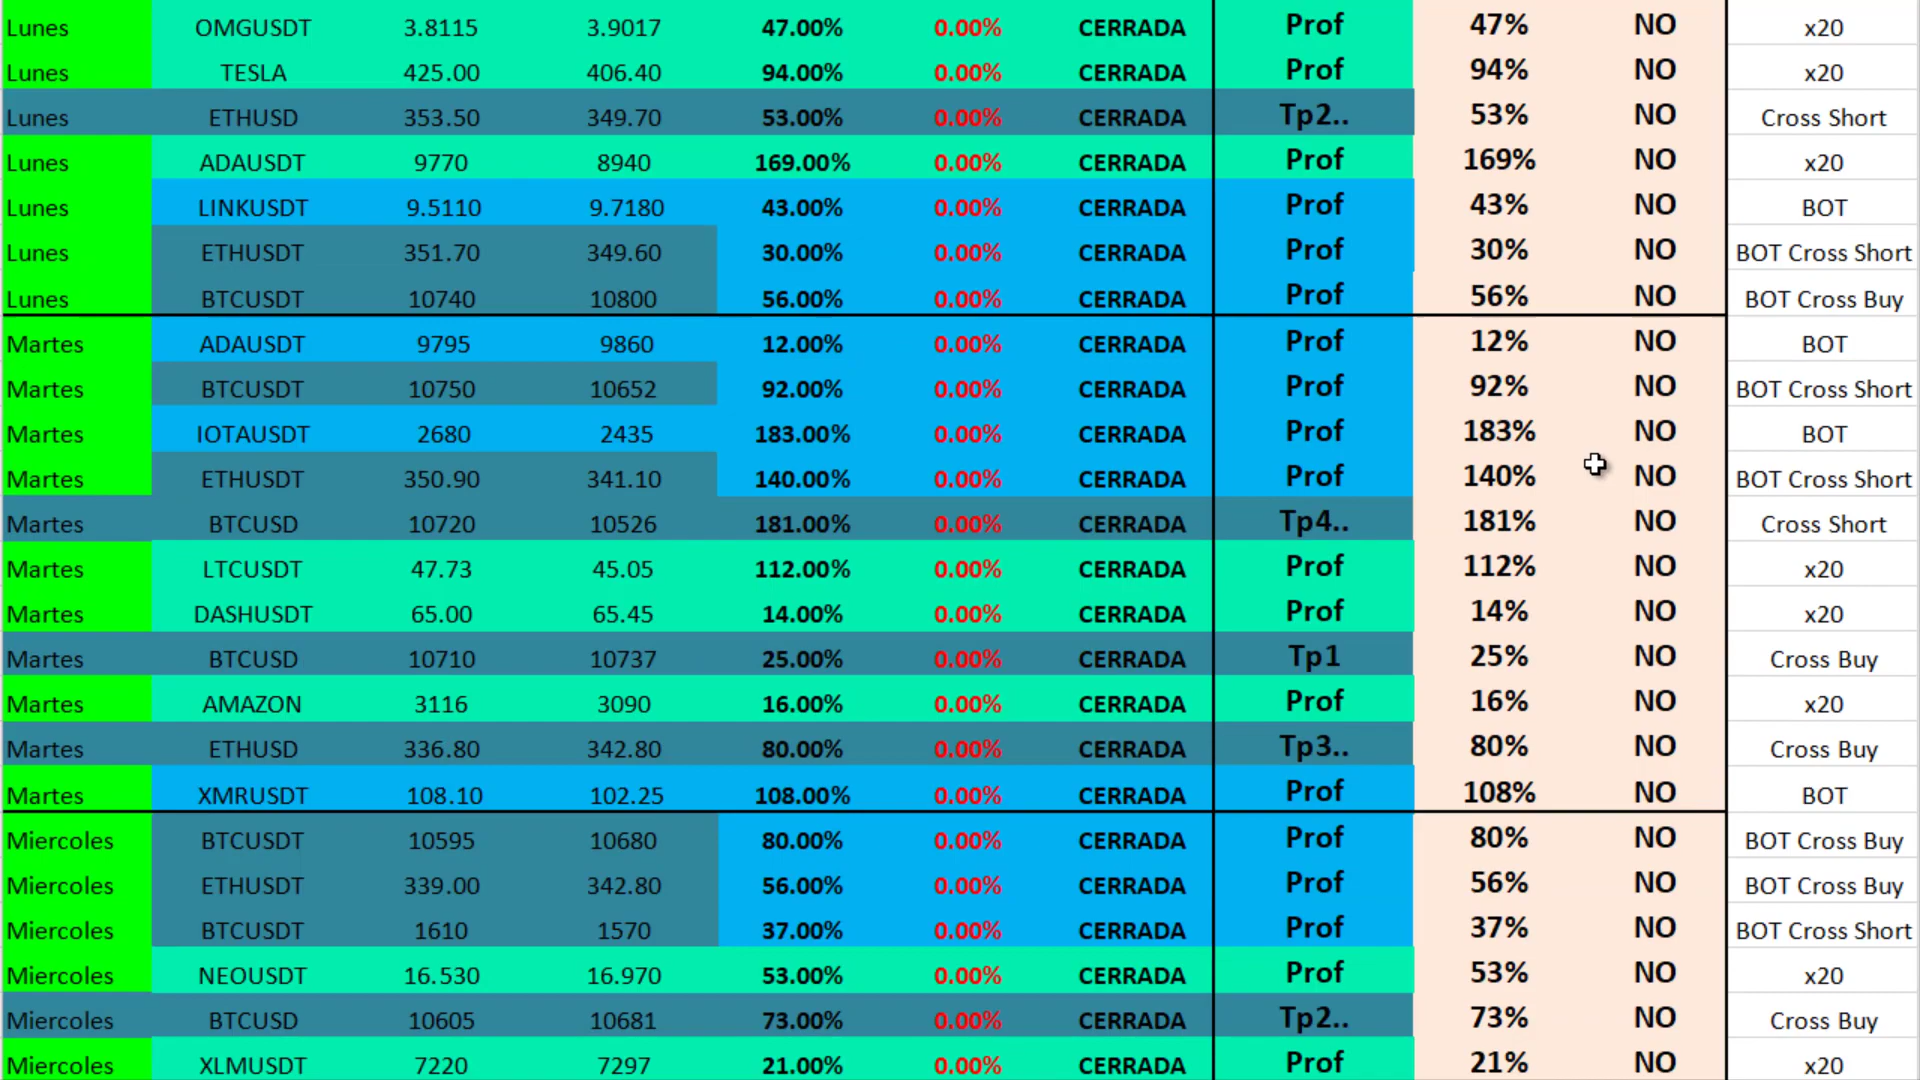 Lunes OMGUSDT 3.8115 3.9017 47.00% 0.00% CERRADA Prof 47% NO x20
Lunes TESLA 425.00 406.40 94.00% 0.00% CERRADA Prof 94% NO x20
Lunes ETHUSD 353.50 349.70 53.00% 0.00% CERRADA Tp2.. 53% NO Cross Short
Lunes ADAUSDT 9770 8940 169.00% 0.00% CERRADA Prof 169% NO x20
Lunes LINKUSDT 9.5110 9.7180 43.00% 0.00% CERRADA Prof 43% NO BOT
Lunes ETHUSDT 351.70 349.60 30.00% 0.00% CERRADA Prof 30% NO BOT Cross Short
Lunes BTCUSDT 10740 10800 56.00% 0.00% CERRADA Prof 56% NO BOT Cross Buy
Martes ADAUSDT 9795 9860 12.00% 0.00% CERRADA Prof 12% NO BOT
Martes BTCUSDT 10750 10652 92.00% 0.00% CERRADA Prof 92% NO BOT Cross Short
Martes IOTAUSDT 2680 2435 183.00% 0.00% CERRADA Prof 183% NO BOT
Martes ETHUSDT 350.90 341.10 140.00% 0.00% CERRADA Prof 140% NO BOT Cross Short
Martes BTCUSD 10720 10526 181.00% 0.00% CERRADA Tp4.. 181% NO Cross Short
Martes LTCUSDT 47.73 45.05 112.00% 0.00% CERRADA Prof 112% NO x20
Martes DASHUSDT 65.00 65.45 14.00% 0.00% CERRADA Prof 14% NO x20
Martes BTCUSD 10710 10737 25.00% 0.00% CERRADA Tp1 25% NO Cross Buy
Martes AMAZON 3116 3090 16.00% 0.00% CERRADA Prof 16% NO x20
Martes ETHUSD 336.80 342.80 80.00% 0.00% CERRADA Tp3.. 80% NO Cross Buy
Martes XMRUSDT 108.10 102.25 108.00% 0.00% CERRADA Prof 108% NO BOT
Miercoles BTCUSDT 10595 10680 80.00% 0.00% CERRADA Prof 80% NO BOT Cross Buy
Miercoles ETHUSDT 339.00 342.80 56.00% 0.00% CERRADA Prof 56% NO BOT Cross Buy
Miercoles BTCUSDT 1610 1570 37.00% 0.00% CERRADA Prof 37% NO BOT Cross Short
Miercoles NEOUSDT 16.530 16.970 53.00% 0.00% CERRADA Prof 53% NO x20
Miercoles BTCUSD 10605 10681 73.00% 0.00% CERRADA Tp2.. 73% NO Cross Buy
Miercoles XLMUSDT 7220 7297 21.00% 0.00% CERRADA Prof 21% NO x20